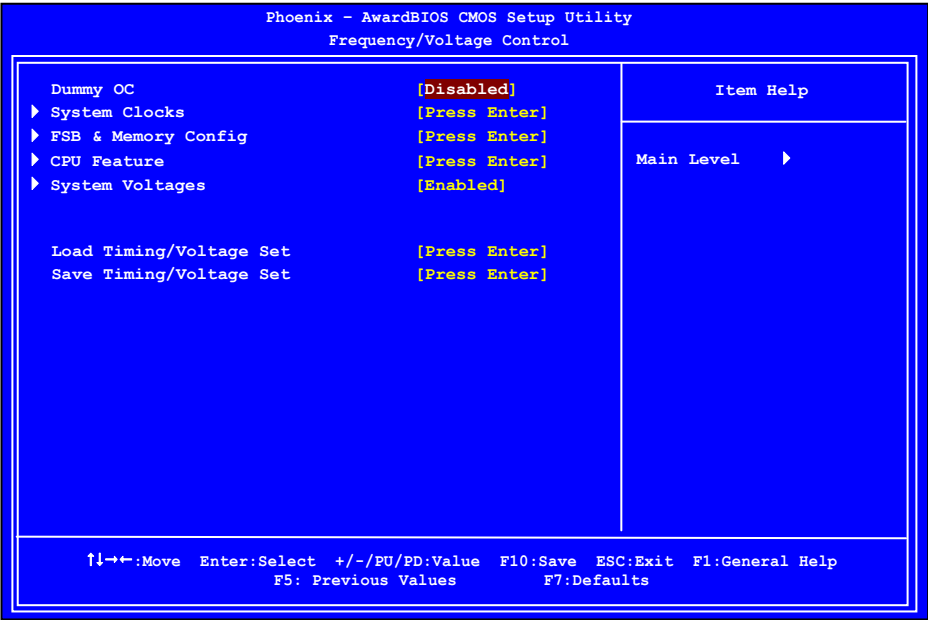 Phoenix – AwardBIOS CMOS Setup Utility
Frequency/Voltage Control
Dummy OC [Disabled]
System Clocks [Press Enter]
FSB & Memory Config [Press Enter]
CPU Feature [Press Enter]
System Voltages [Enabled]
Load Timing/Voltage Set [Press Enter]
Save Timing/Voltage Set [Press Enter]
Item Help
Main Level
↑↓→←:Move Enter:Select +/-/PU/PD:Value F10:Save ESC:Exit F1:General Help
F5: Previous Values F7:Defaults